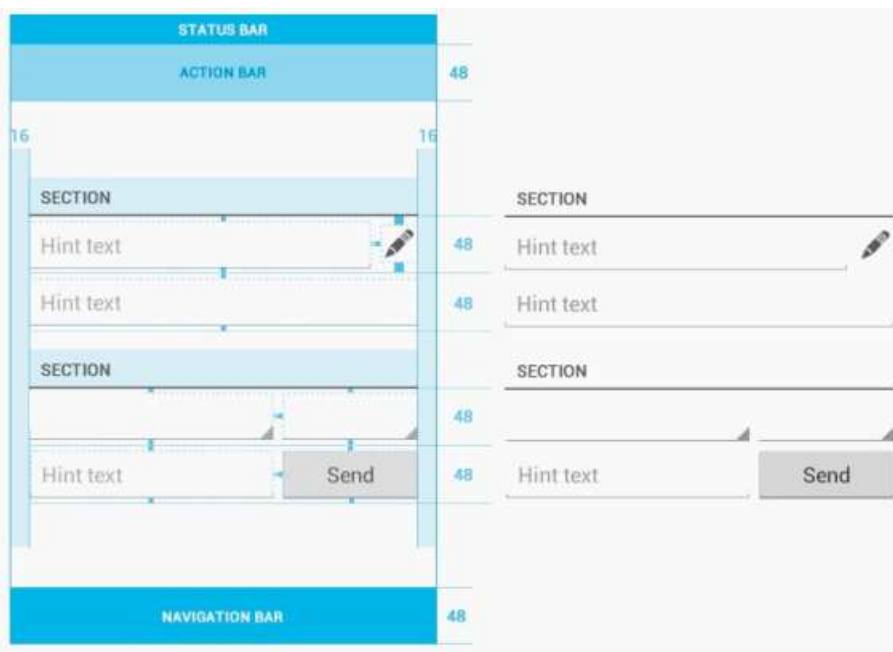 STATUS BAR
ACTION BAR 48
16 16
SECTION SECTION
Hint text 48 Hint text
Hint text 48 Hint text
SECTION SECTION
48
Hint text Send 48 Hint text Send
NAVIGATION BAR 48